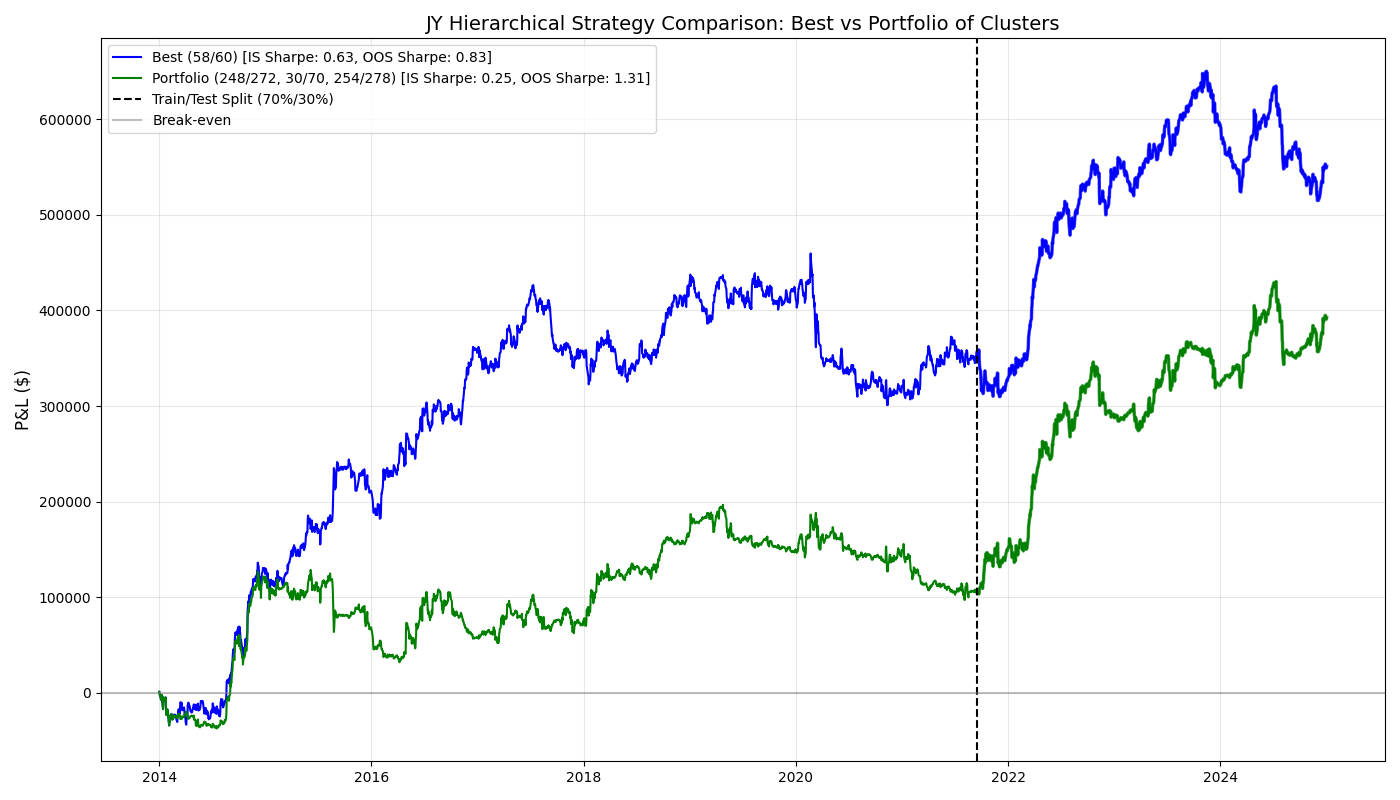 JY Hierarchical Strategy Comparison: Best vs Portfolio of Clusters
Best (58/60) [IS Sharpe: 0.63, OOS Sharpe: 0.83]
Portfolio (248/272, 30/70, 254/278) [IS Sharpe: 0.25, OOS Sharpe: 1.31]
Train/Test Split (70%/30%)
Break-even
P&L ($)
600000
500000
400000
300000
200000
100000
0
2014 2016 2018 2020 2022 2024